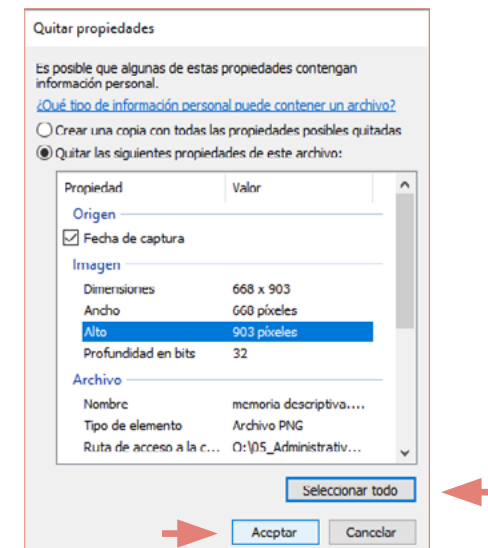 Quitar propiedades
Es posible que algunas de estas propiedades contengan
información personal.
¿Qué tipo de información personal puede contener un archivo?
Crear una copia con todas las propiedades posibles quitadas
Quitar las siguientes propiedades de este archivo:
Propiedad Valor
Origen
Fecha de captura
Imagen
Dimensiones 668 x 903
Ancho 668 píxeles
Alto 903 píxeles
Profundidad en bits 32
Archivo
Nombre memoria descriptiva....
Tipo de elemento Archivo PNG
Ruta de acceso a la c... O:\05_Administrativ...
Seleccionar todo
Aceptar Cancelar